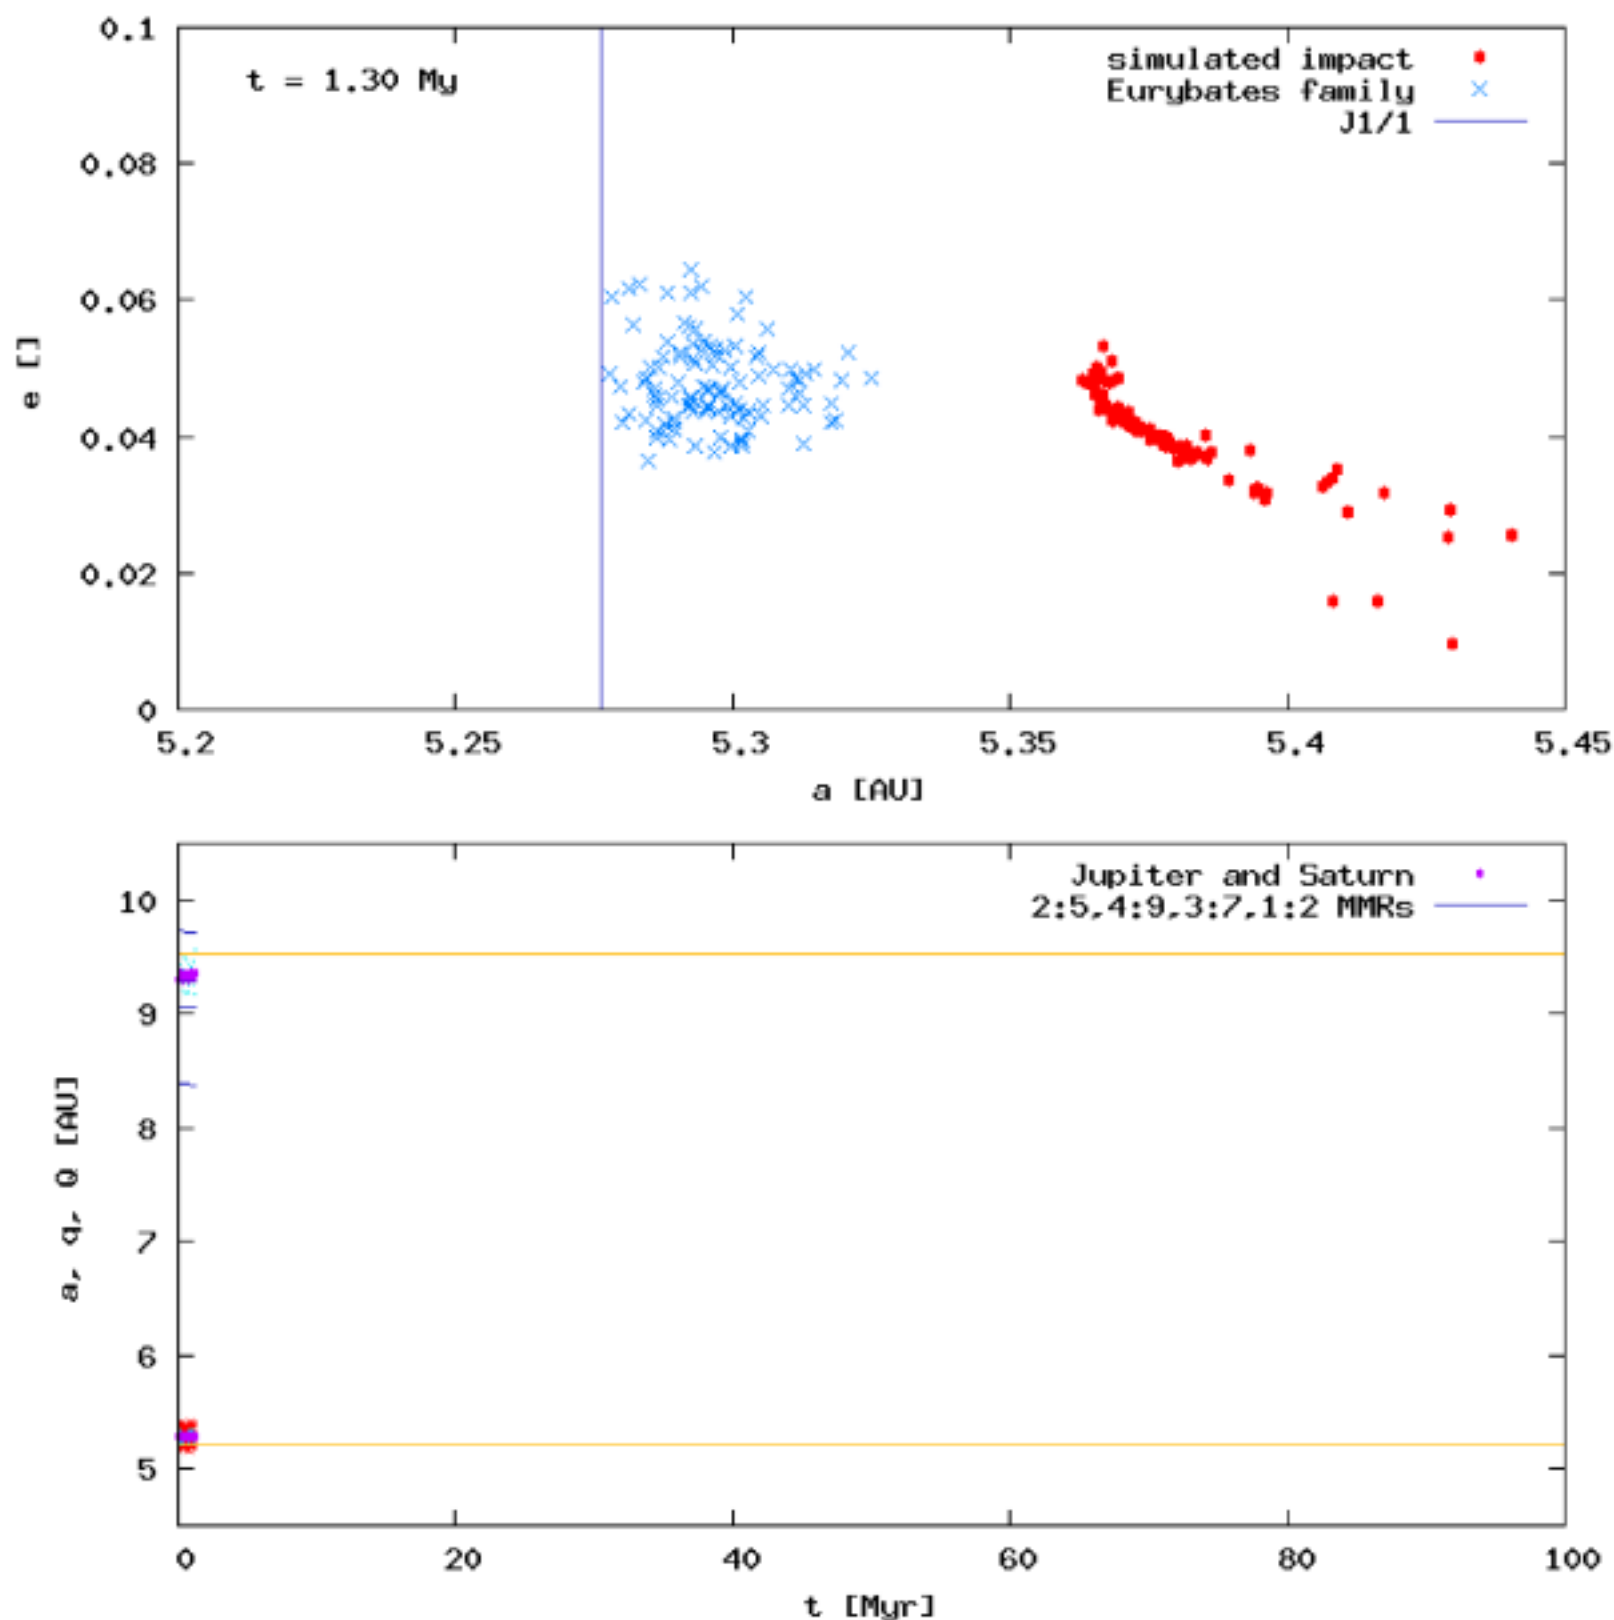 0.1
t = 1.30 My
simulated impact
Eurybates family
J1/1
0.08
0.06
e []
0.04
0.02
0
5.2 5.25 5.3 5.35 5.4 5.45
a [AU]
Jupiter and Saturn
10
2:5,4:9,3:7,1:2 MMRs
9
8
a, q, Q [AU]
7
6
5
0 20 40 60 80 100
t [Myr]